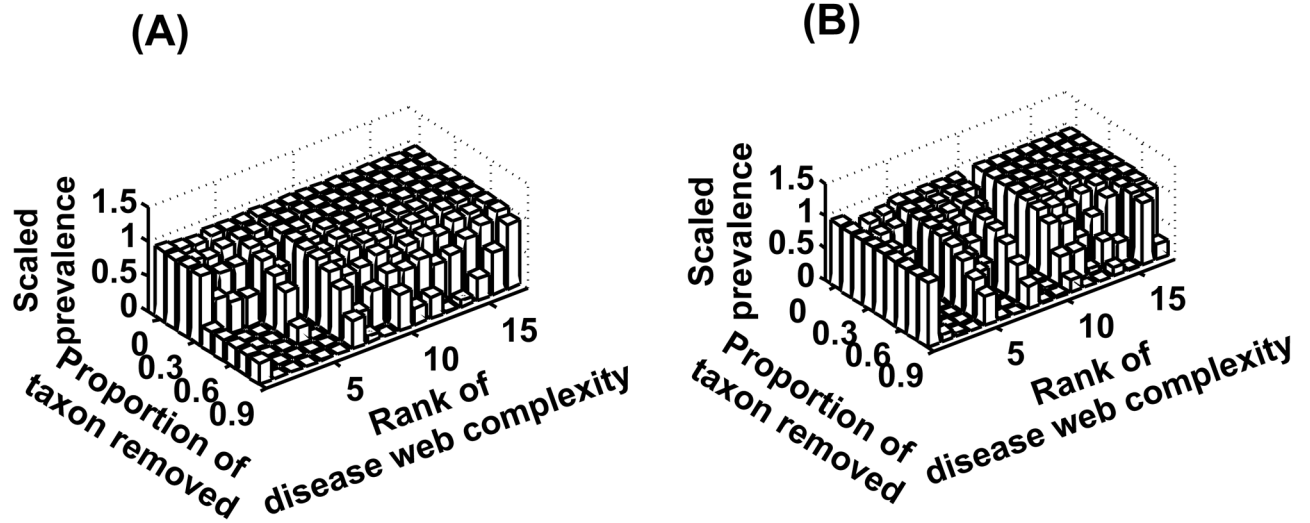 (A)
Scaled
prevalence
1.5
1
0.5
0
0
0.3
0.6
0.9
Proportion of
taxon removed
5
10
15
Rank of
disease web complexity
(B)
Scaled
prevalence
1.5
1
0.5
0
0
0.3
0.6
0.9
Proportion of
taxon removed
5
10
15
Rank of
disease web complexity